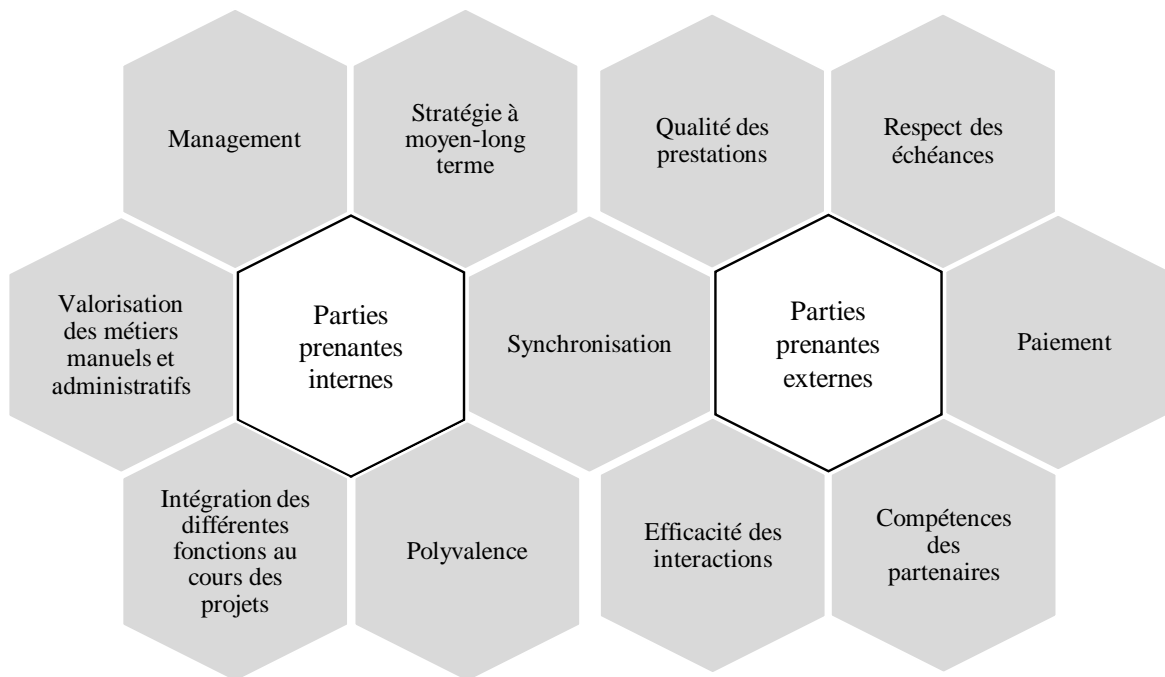 Management
Stratégie à
moyen-long
terme
Qualité des
prestations
Respect des
échéances
Valorisation
des métiers
manuels et
administratifs
Parties
prenantes
internes
Synchronisation
Parties
prenantes
externes
Paiement
Intégration des
différentes
fonctions au
cours des
projets
Polyvalence
Efficacité des
interactions
Compétences
des
partenaires